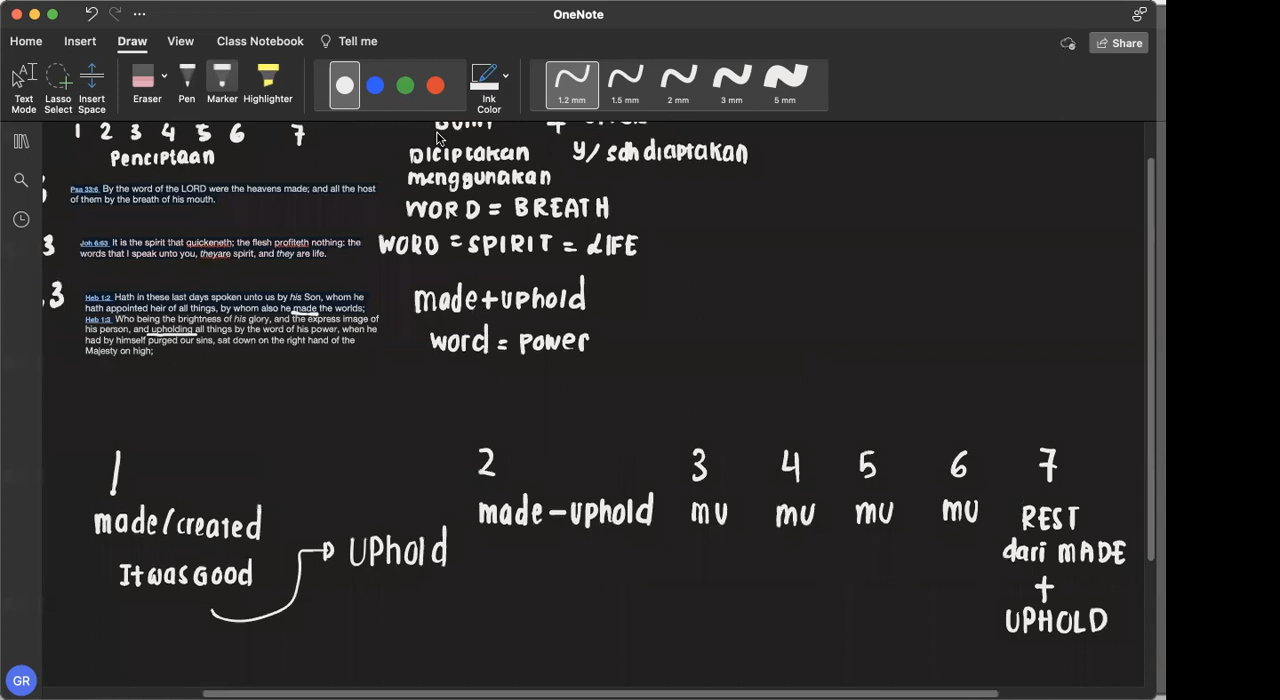 OneNote
Home Insert Draw View Class Notebook Tell me
Share
Text Mode
Lasso Select
Insert Space
Eraser
Pen
Marker
Highlighter
Ink Color
1.2 mm
1.5 mm
2 mm
3 mm
5 mm
1 2 3 4 5 6 7
Penciptaan
Diciptakan
menggunakan
y/ sdh diciptakan
Psa 33:6 By the word of the LORD were the heavens made; and all the host
of them by the breath of his mouth.
WORD = BREATH
3
Joh 6:63 It is the spirit that quickeneth; the flesh profiteth nothing: the
words that I speak unto you, theyare spirit, and they are life.
WORD = SPIRIT = LIFE
,3
Heb 1:2 Hath in these last days spoken unto us by his Son, whom he
hath appointed heir of all things, by whom also he made the worlds;
Heb 1:3 Who being the brightness of his glory, and the express image of
his person, and upholding all things by the word of his power, when he
had by himself purged our sins, sat down on the right hand of the
Majesty on high;
made+uphold
word = power
1 2 3 4 5 6 7
made/created
It was Good
UPhold
made-uphold
mu
mu
mu
mu
REST
dari MADE
+
UPHOLD
GR